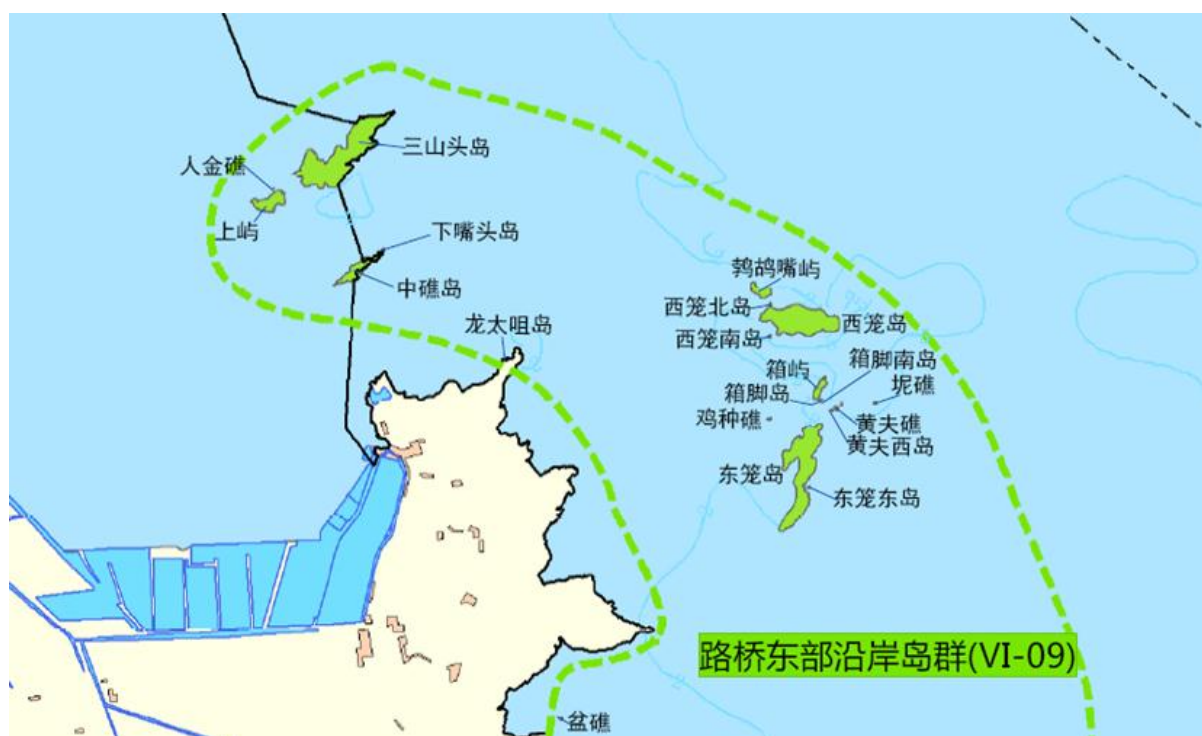 三山头岛
人金礁
上屿
下嘴头岛
中礁岛
鹁鸪嘴屿
西笼北岛
西笼岛
龙太咀岛
西笼南岛
箱脚南岛
箱屿
坭礁
箱脚岛
鸡种礁
黄夫礁
黄夫西岛
东笼岛
东笼东岛
路桥东部沿岸岛群(VI-09)
盆礁